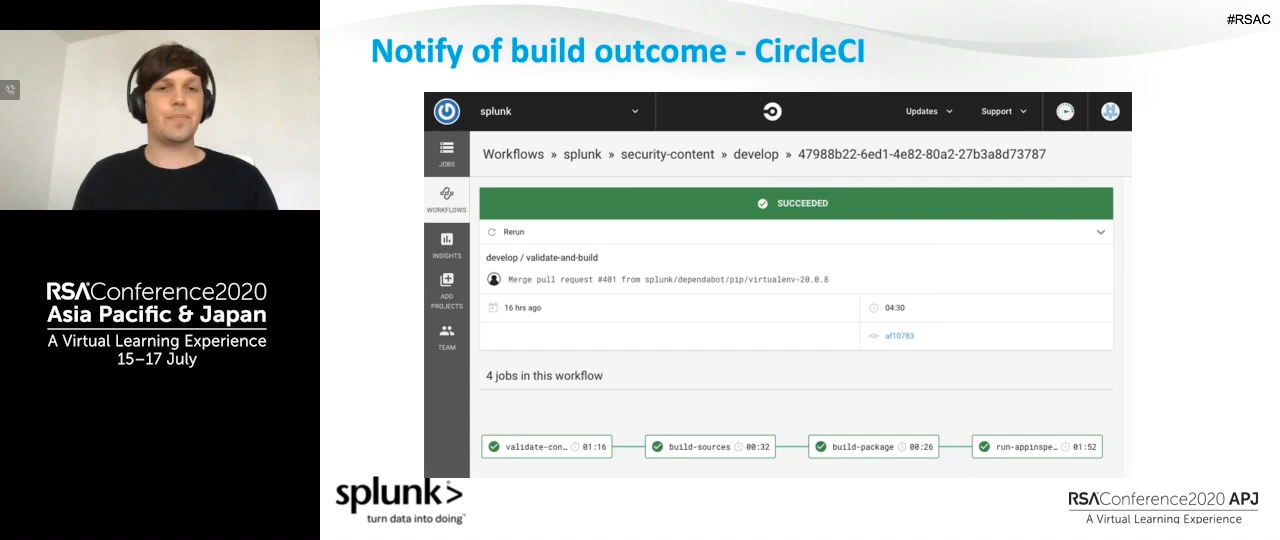 #RSAC
Notify of build outcome - CircleCI
splunk
Updates
Support
JOBS
WORKFLOWS
INSIGHTS
ADD
PROJECTS
TEAM
Workflows » splunk » security-content » develop » 47988b22-6ed1-4e82-80a2-27b3a8d73787
SUCCEEDED
Rerun
develop / validate-and-build
Merge pull request #401 from splunk/dependabot/pip/virtualenv-20.0.8
16 hrs ago
04:30
af10783
4 jobs in this workflow
validate-con… 01:16
build-sources 00:32
build-package 00:26
run-appinspe… 01:52
RSAConference2020
Asia Pacific & Japan
A Virtual Learning Experience
15–17 July
splunk>
turn data into doing™
RSAConference2020 APJ
A Virtual Learning Experience